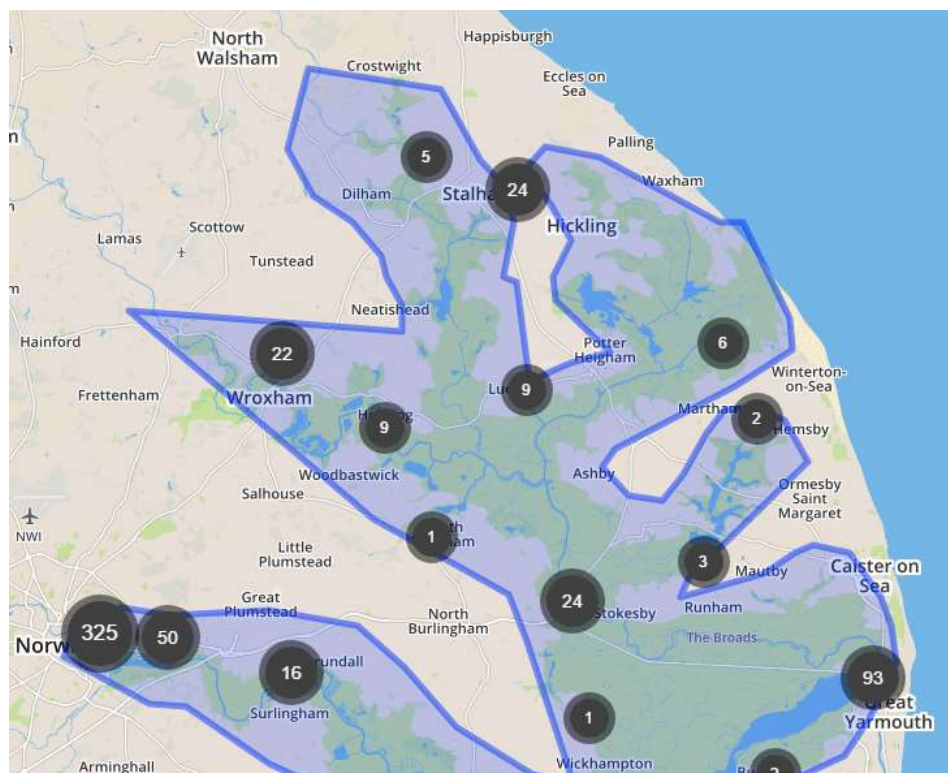 Happisburgh
North
Walsham
Crostwight
Eccles on
Sea
Palling
5
Waxham
24
Dilham
Hickling
Scottow
Lamas
Tunstead
Neatishead
Hainford
22
Potter
Heigham
6
Winterton-
on-Sea
9
Frettenham
Wroxham
Martham
2
Hemsby
9
Ashby
Woodbastwick
Ormesby
Saint
Margaret
Salhouse
NWI
1
Little
Plumstead
3
Mautby
Caister on
Sea
Great
Plumstead
24
Stokesby
Runham
North
Burlingham
325
50
The Broads
16
93
Surlingham
1
Great
Yarmouth
Wickhampton
Arminghall